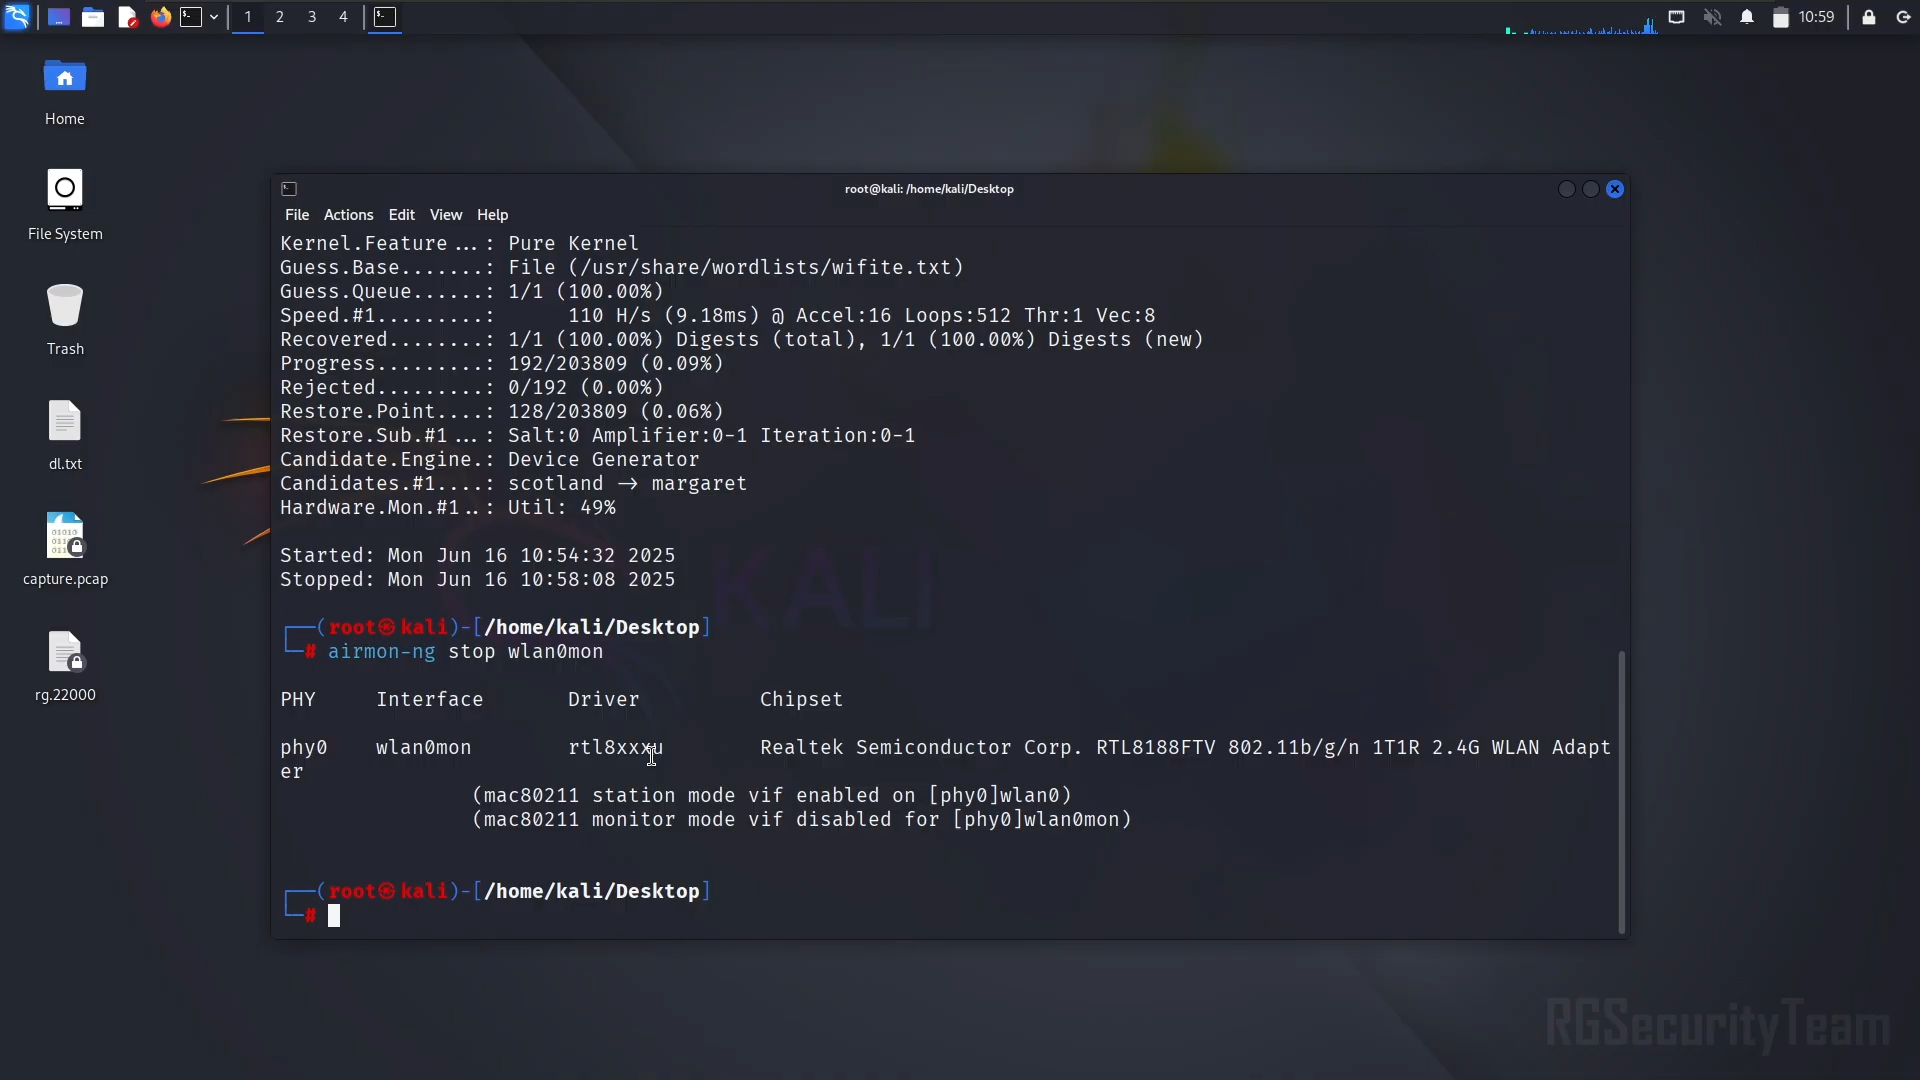 1 2 3 4
10:59
Home
File System
Trash
dl.txt
capture.pcap
rg.22000
root@kali: /home/kali/Desktop
File Actions Edit View Help
Kernel.Feature...: Pure Kernel
Guess.Base.......: File (/usr/share/wordlists/wifite.txt)
Guess.Queue......: 1/1 (100.00%)
Speed.#1.........:      110 H/s (9.18ms) @ Accel:16 Loops:512 Thr:1 Vec:8
Recovered........: 1/1 (100.00%) Digests (total), 1/1 (100.00%) Digests (new)
Progress.........: 192/203809 (0.09%)
Rejected.........: 0/192 (0.00%)
Restore.Point....: 128/203809 (0.06%)
Restore.Sub.#1...: Salt:0 Amplifier:0-1 Iteration:0-1
Candidate.Engine.: Device Generator
Candidates.#1....: scotland → margaret
Hardware.Mon.#1..: Util: 49%
Started: Mon Jun 16 10:54:32 2025
Stopped: Mon Jun 16 10:58:08 2025
┌──(root㉿kali)-[/home/kali/Desktop]
└─# airmon-ng stop wlan0mon
PHY     Interface       Driver          Chipset
phy0    wlan0mon        rtl8xxxu        Realtek Semiconductor Corp. RTL8188FTV 802.11b/g/n 1T1R 2.4G WLAN Adapt
er
(mac80211 station mode vif enabled on [phy0]wlan0)
(mac80211 monitor mode vif disabled for [phy0]wlan0mon)
┌──(root㉿kali)-[/home/kali/Desktop]
└─#
KALI
RGSecurityTeam